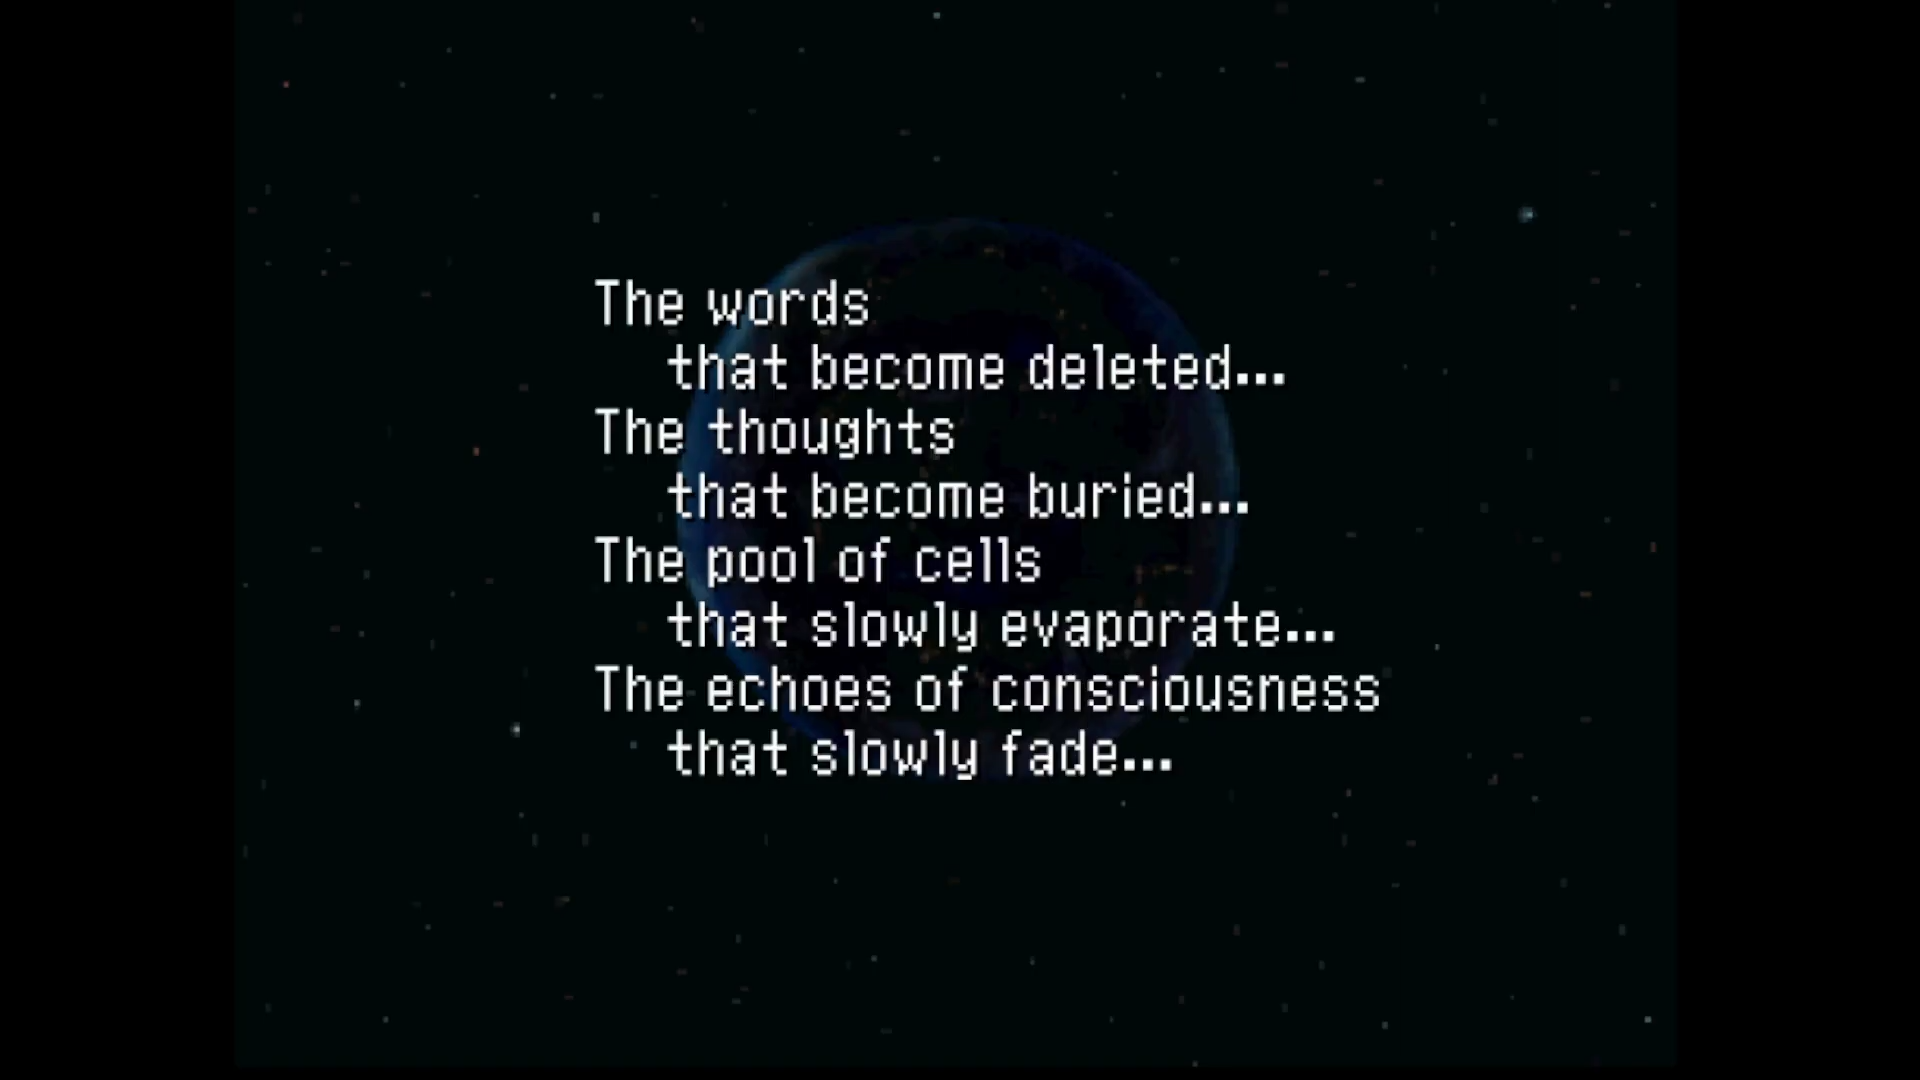 The words
that become deleted...
The thoughts
that become buried...
The pool of cells
that slowly evaporate...
The echoes of consciousness
that slowly fade...